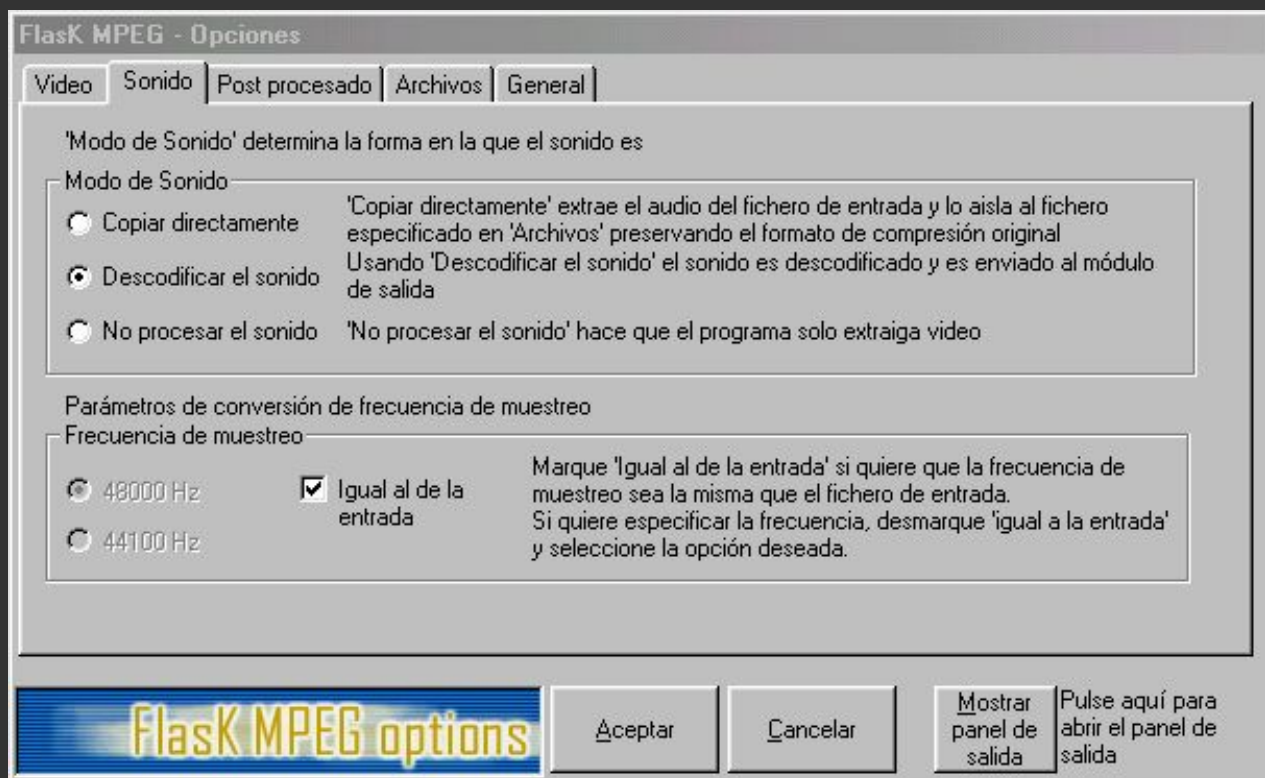 FlasK MPEG - Opciones
Video
Sonido
Post procesado
Archivos
General
'Modo de Sonido' determina la forma en la que el sonido es
Modo de Sonido
Copiar directamente
'Copiar directamente' extrae el audio del fichero de entrada y lo aisla al fichero
especificado en 'Archivos' preservando el formato de compresión original
Descodificar el sonido
Usando 'Descodificar el sonido' el sonido es descodificado y es enviado al módulo
de salida
No procesar el sonido
'No procesar el sonido' hace que el programa solo extraiga video
Parámetros de conversión de frecuencia de muestreo
Frecuencia de muestreo
48000 Hz
44100 Hz
Igual al de la
entrada
Marque 'Igual al de la entrada' si quiere que la frecuencia de
muestreo sea la misma que el fichero de entrada.
Si quiere especificar la frecuencia, desmarque 'igual a la entrada'
y seleccione la opción deseada.
FlasK MPEG options
Aceptar
Cancelar
Mostrar
panel de
salida
Pulse aquí para
abrir el panel de
salida